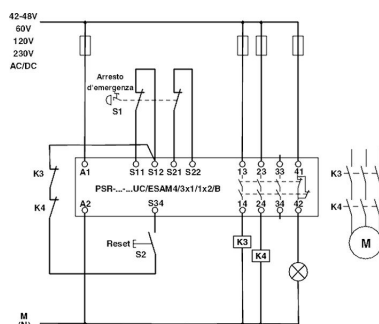 42-48V
60V
120V
230V
AC/DC
Arresto
d'emergenza
S1
K3
K4
A1
S11
S12
S21
S22
13
23
33
41
PSR-...-...UC/ESAM4/3x1/1x2/B
A2
S34
14
24
34
42
Reset
S2
K3
K4
K3
K4
M
M
(N)